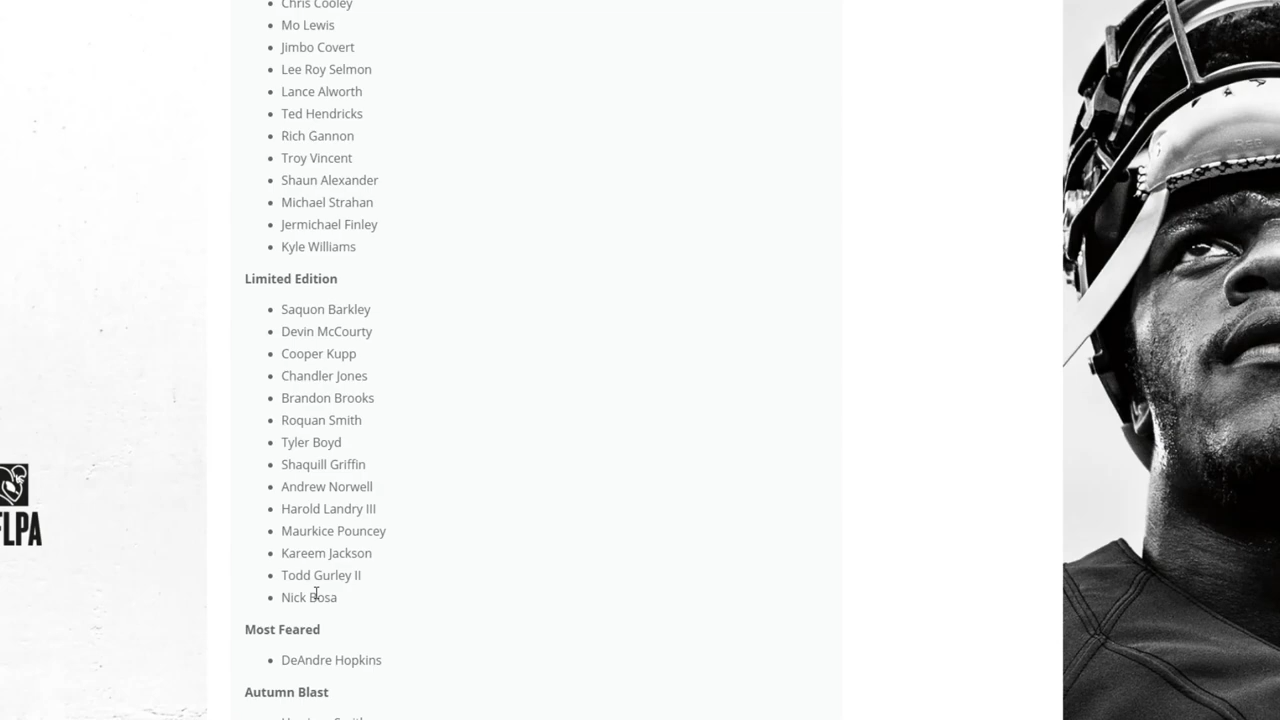 Chris Cooley
Mo Lewis
Jimbo Covert
Lee Roy Selmon
Lance Alworth
Ted Hendricks
Rich Gannon
Troy Vincent
Shaun Alexander
Michael Strahan
Jermichael Finley
Kyle Williams
Limited Edition
Saquon Barkley
Devin McCourty
Cooper Kupp
Chandler Jones
Brandon Brooks
Roquan Smith
Tyler Boyd
Shaquill Griffin
Andrew Norwell
Harold Landry III
FLPA
Maurkice Pouncey
Kareem Jackson
Todd Gurley II
Nick Bosa
Most Feared
DeAndre Hopkins
Autumn Blast